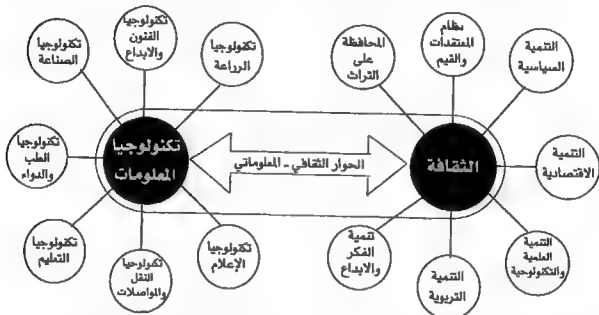 نظام
المعتقدات
والقيم
التنمية
السياسية
المحافظة
على
التراث
التنمية
الاقتصادية
الثقافة
التنمية
العلمية
والتكنولوجية
التنمية
التربوية
تنمية
الفكر
والابداع
الحوار الثقافي - المعلوماتي
تكنولوجيا
الزراعة
تكنولوجيا
الفنون
والابداع
تكنولوجيا
الصناعة
تكنولوجيا
المعلومات
تكنولوجيا
الطب
والدواء
تكنولوجيا
التعليم
تكنولوجيا
النقل
والمواصلات
تكنولوجيا
الإعلام